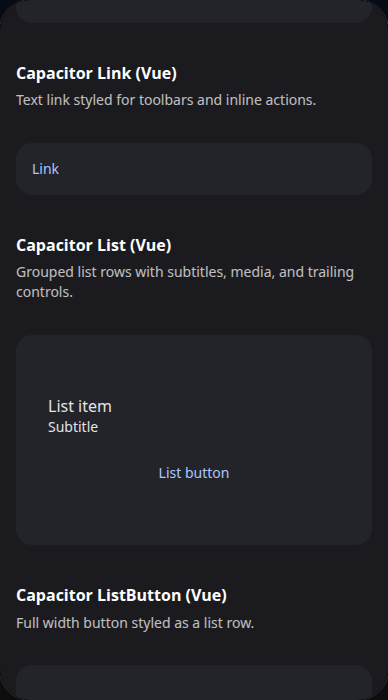 Capacitor Link (Vue)
Text link styled for toolbars and inline actions.
Link
Capacitor List (Vue)
Grouped list rows with subtitles, media, and trailing
controls.
List item
Subtitle
List button
Capacitor ListButton (Vue)
Full width button styled as a list row.